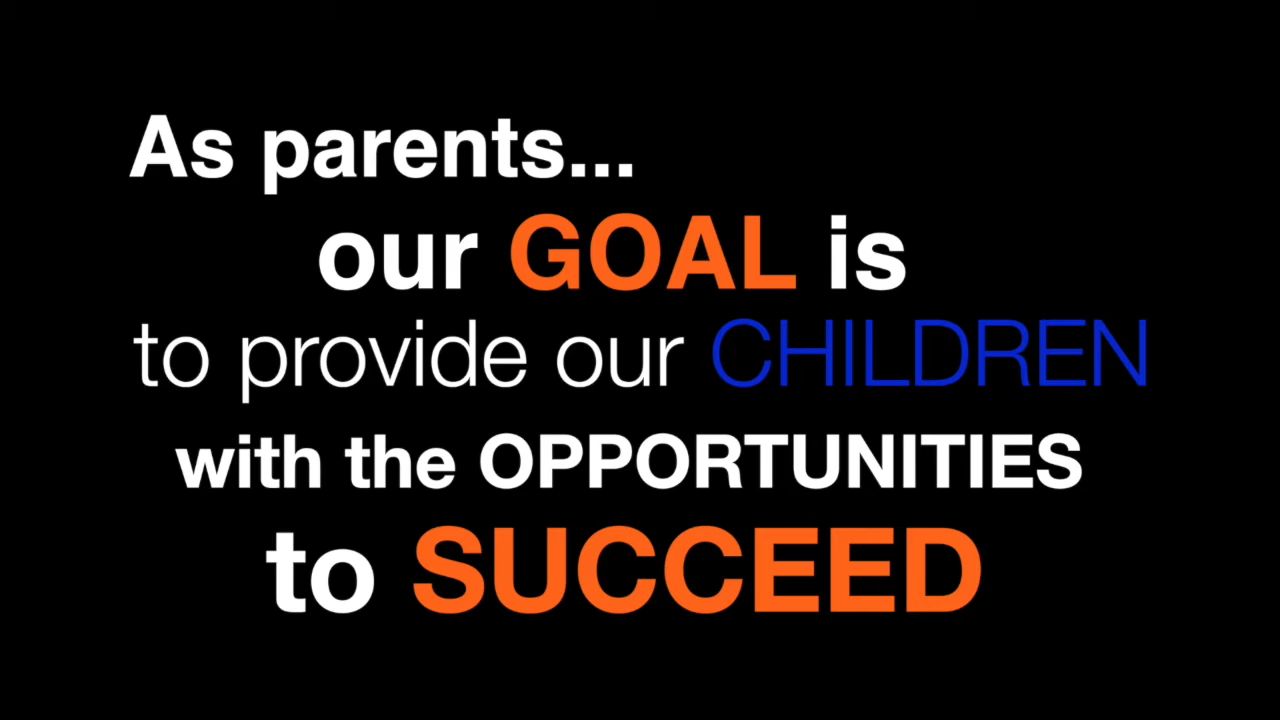 As parents...
our GOAL is
to provide our CHILDREN
with the OPPORTUNITIES
to SUCCEED